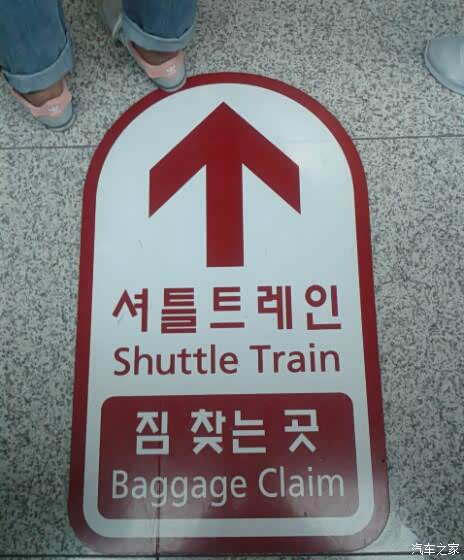 셔틀트레인
Shuttle Train
짐 찾는 곳
Baggage Claim
汽车之家